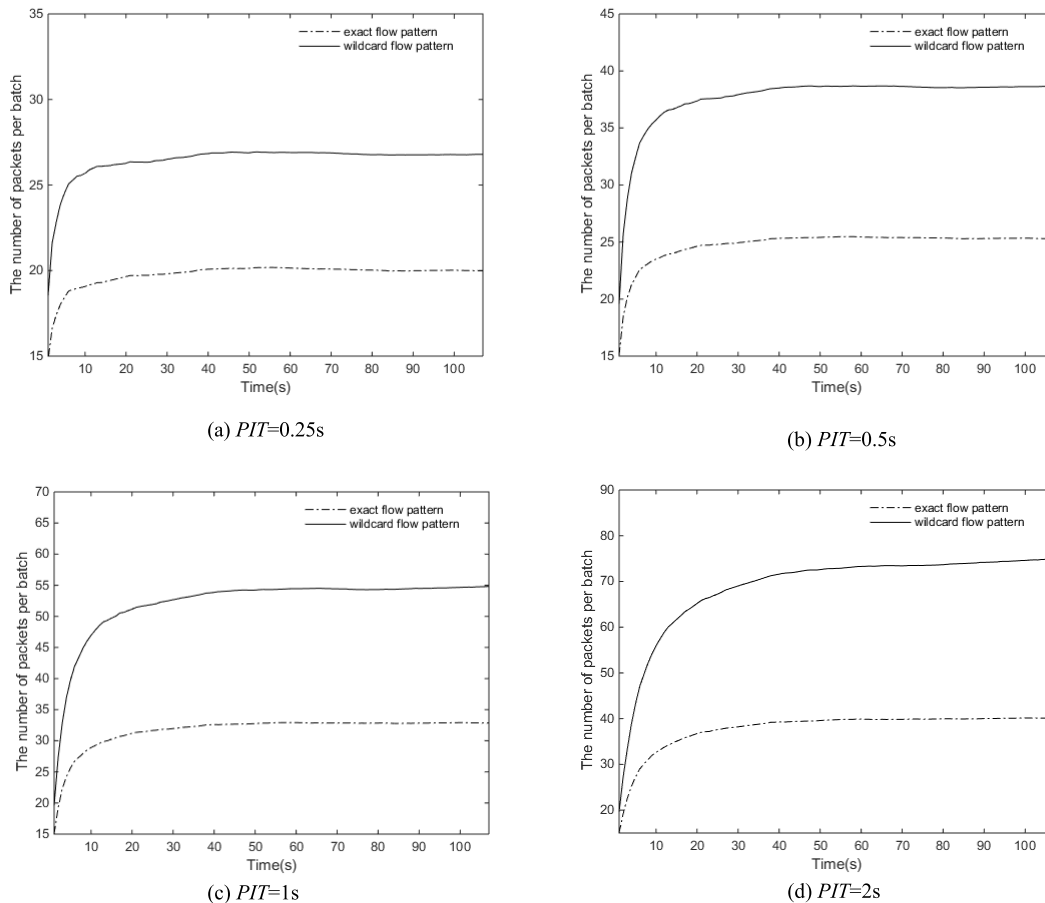 35
30
25
20
15
The number of packets per batch
exact flow pattern
wildcard flow pattern
10 20 30 40 50 60 70 80 90 100
Time(s)
(a) PIT=0.25s
45
40
35
30
25
20
15
The number of packets per batch
exact flow pattern
wildcard flow pattern
10 20 30 40 50 60 70 80 90 100
Time(s)
(b) PIT=0.5s
70
65
60
55
50
45
40
35
30
25
20
15
The number of packets per batch
exact flow pattern
wildcard flow pattern
10 20 30 40 50 60 70 80 90 100
Time(s)
(c) PIT=1s
90
80
70
60
50
40
30
20
The number of packets per batch
exact flow pattern
wildcard flow pattern
10 20 30 40 50 60 70 80 90 100
Time(s)
(d) PIT=2s